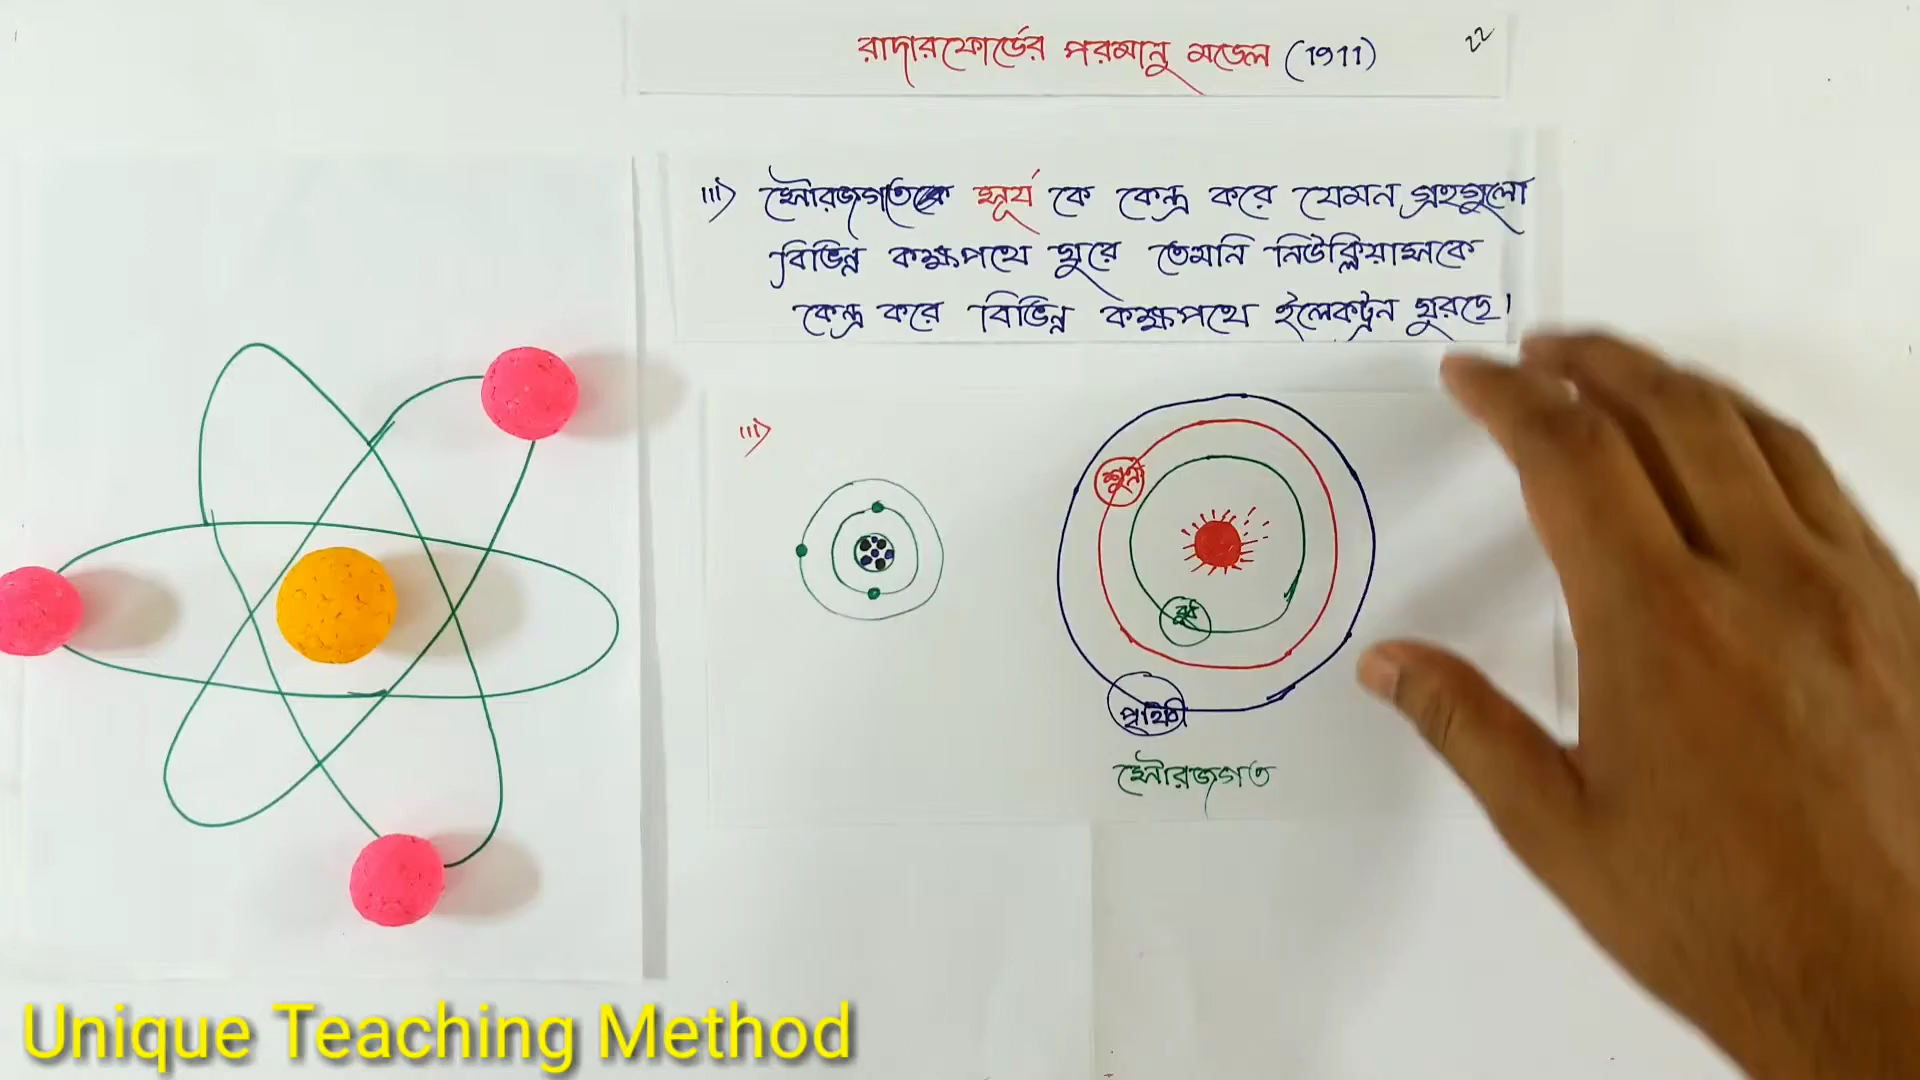 রাদারফোর্ডের পরমানু মডেল (1911)
22
iii) সৌরজগতকে সূর্য কে কেন্দ্র করে যেমন গ্রহগুলো
বিভিন্ন কক্ষপথে ঘুরে তেমনি নিউক্লিয়াসকে
কেন্দ্র করে বিভিন্ন কক্ষপথে ইলেকট্রন ঘুরছে।
iii)
শুক্র
বুধ
পৃথিবী
সৌরজগত
Unique Teaching Method